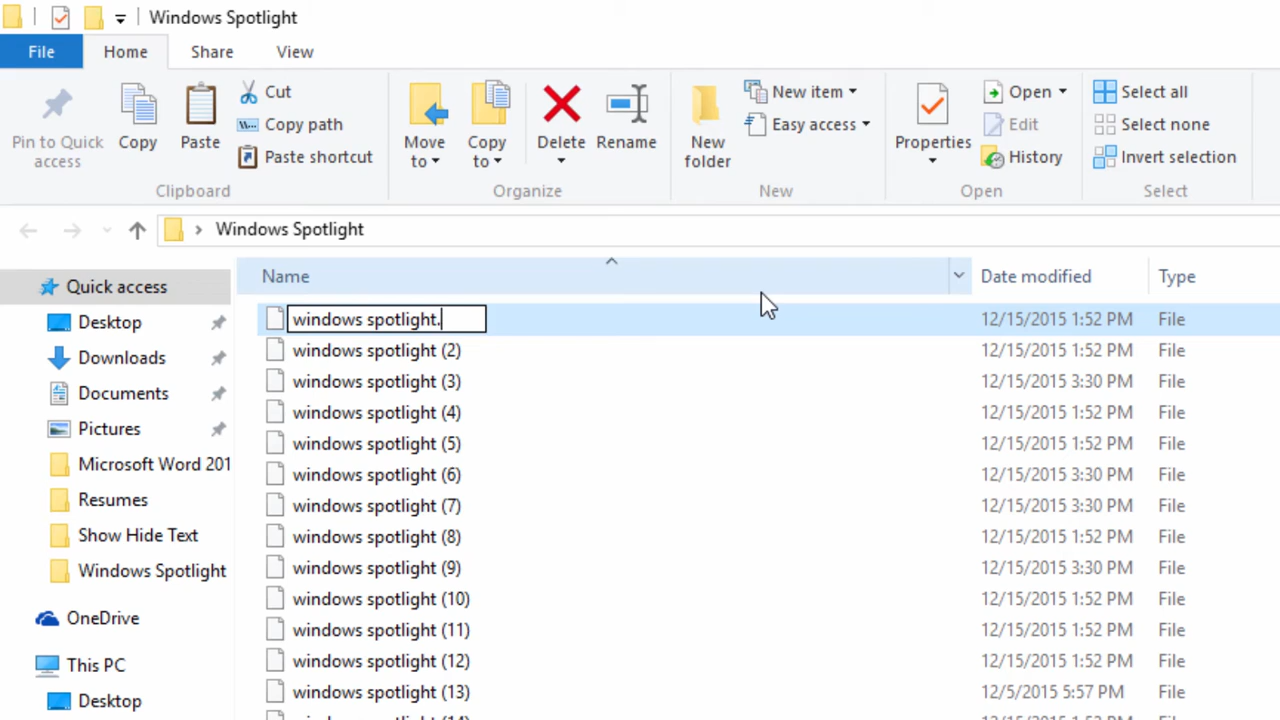 Windows Spotlight
File Home Share View
Pin to Quick access
Copy
Paste
Cut
Copy path
Paste shortcut
Clipboard
Move to
Copy to
Delete
Rename
Organize
New folder
New item
Easy access
New
Properties
Open
Edit
History
Open
Select all
Select none
Invert selection
Select
Windows Spotlight
Quick access
Desktop
Downloads
Documents
Pictures
Microsoft Word 201
Resumes
Show Hide Text
Windows Spotlight
OneDrive
This PC
Desktop
Name Date modified Type
windows spotlight. 12/15/2015 1:52 PM File
windows spotlight (2) 12/15/2015 1:52 PM File
windows spotlight (3) 12/15/2015 3:30 PM File
windows spotlight (4) 12/15/2015 1:52 PM File
windows spotlight (5) 12/15/2015 1:52 PM File
windows spotlight (6) 12/15/2015 3:30 PM File
windows spotlight (7) 12/15/2015 3:30 PM File
windows spotlight (8) 12/15/2015 1:52 PM File
windows spotlight (9) 12/15/2015 3:30 PM File
windows spotlight (10) 12/15/2015 1:52 PM File
windows spotlight (11) 12/15/2015 1:52 PM File
windows spotlight (12) 12/15/2015 1:52 PM File
windows spotlight (13) 12/5/2015 5:57 PM File